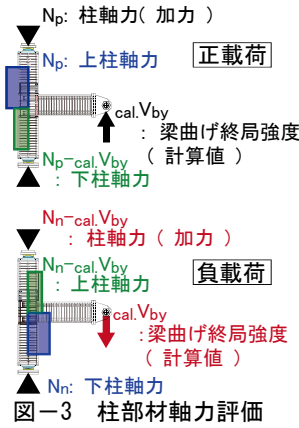 Np: 柱軸力( 加力 )
Np: 上柱軸力
正載荷
cal.Vby
: 梁曲げ終局強度
( 計算値 )
Np-cal.Vby
: 下柱軸力
Nn-cal.Vby
: 柱軸力 ( 加力 )
Nn-cal.Vby
: 上柱軸力
負載荷
cal.Vby
:梁曲げ終局強度
( 計算値 )
Nn: 下柱軸力
図-3 柱部材軸力評価